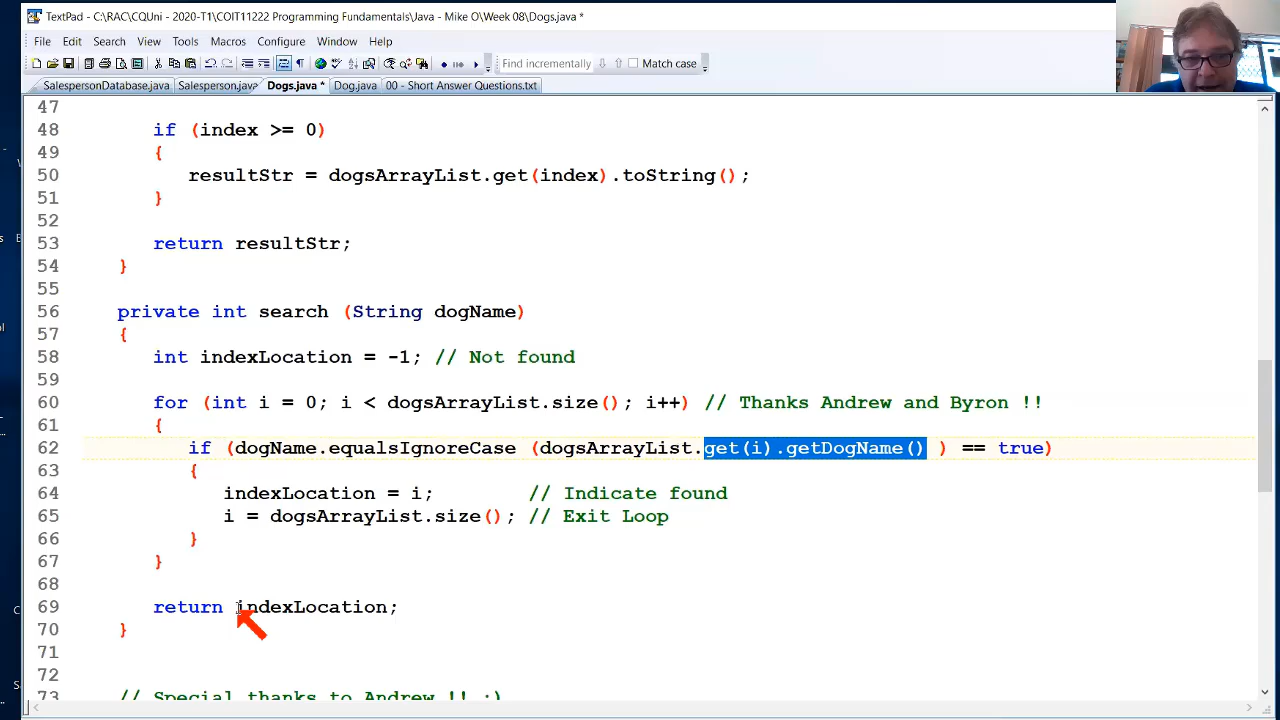 TextPad - C:\RAC\CQUni - 2020-T1\COIT11222 Programming Fundamentals\Java - Mike O\Week 08\Dogs.java *
File Edit Search View Tools Macros Configure Window Help
Find incrementally Match case
SalespersonDatabase.java Salesperson.java Dogs.java * Dog.java 00 - Short Answer Questions.txt
47
48 if (index >= 0)
49 {
50 resultStr = dogsArrayList.get(index).toString();
51 }
52
53 return resultStr;
54 }
55
56 private int search (String dogName)
57 {
58 int indexLocation = -1; // Not found
59
60 for (int i = 0; i < dogsArrayList.size(); i++) // Thanks Andrew and Byron !!
61 {
62 if (dogName.equalsIgnoreCase (dogsArrayList.get(i).getDogName() ) == true)
63 {
64 indexLocation = i; // Indicate found
65 i = dogsArrayList.size(); // Exit Loop
66 }
67 }
68
69 return indexLocation;
70 }
71
72
73 // Special thanks to Andrew !! :)